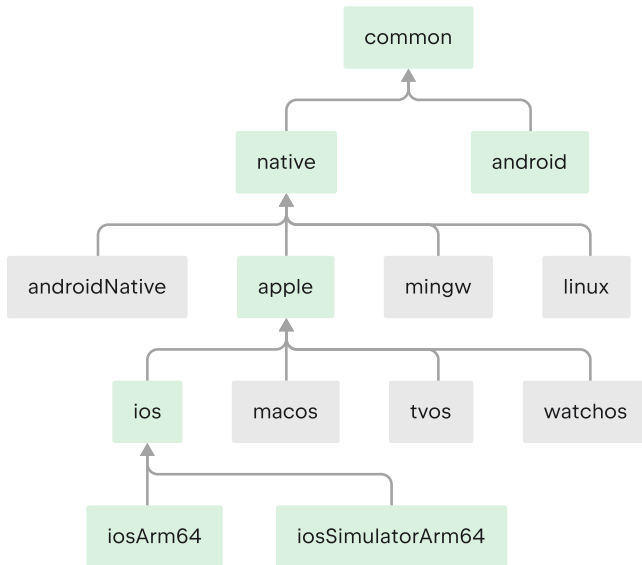 common
native
android
androidNative
apple
mingw
linux
ios
macos
tvos
watchos
iosArm64
iosSimulatorArm64